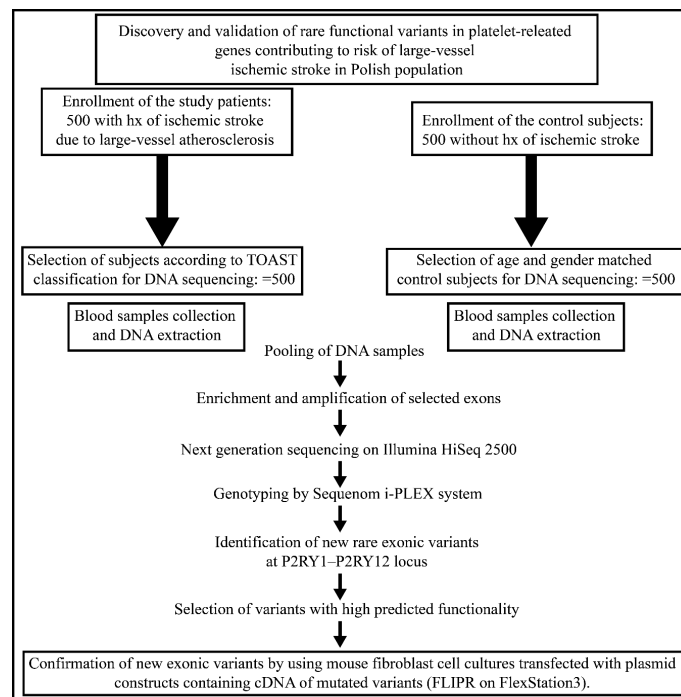 Discovery and validation of rare functional variants in platelet-releated
genes contributing to risk of large-vessel
ischemic stroke in Polish population
Enrollment of the study patients:
500 with hx of ischemic stroke
due to large-vessel atherosclerosis
Enrollment of the control subjects:
500 without hx of ischemic stroke
Selection of subjects according to TOAST
classification for DNA sequencing: =500
Selection of age and gender matched
control subjects for DNA sequencing: =500
Blood samples collection
and DNA extraction
Blood samples collection
and DNA extraction
Pooling of DNA samples
Enrichment and amplification of selected exons
Next generation sequencing on Illumina HiSeq 2500
Genotyping by Sequenom i-PLEX system
Identification of new rare exonic variants
at P2RY1–P2RY12 locus
Selection of variants with high predicted functionality
Confirmation of new exonic variants by using mouse fibroblast cell cultures transfected with plasmid
constructs containing cDNA of mutated variants (FLIPR on FlexStation3).